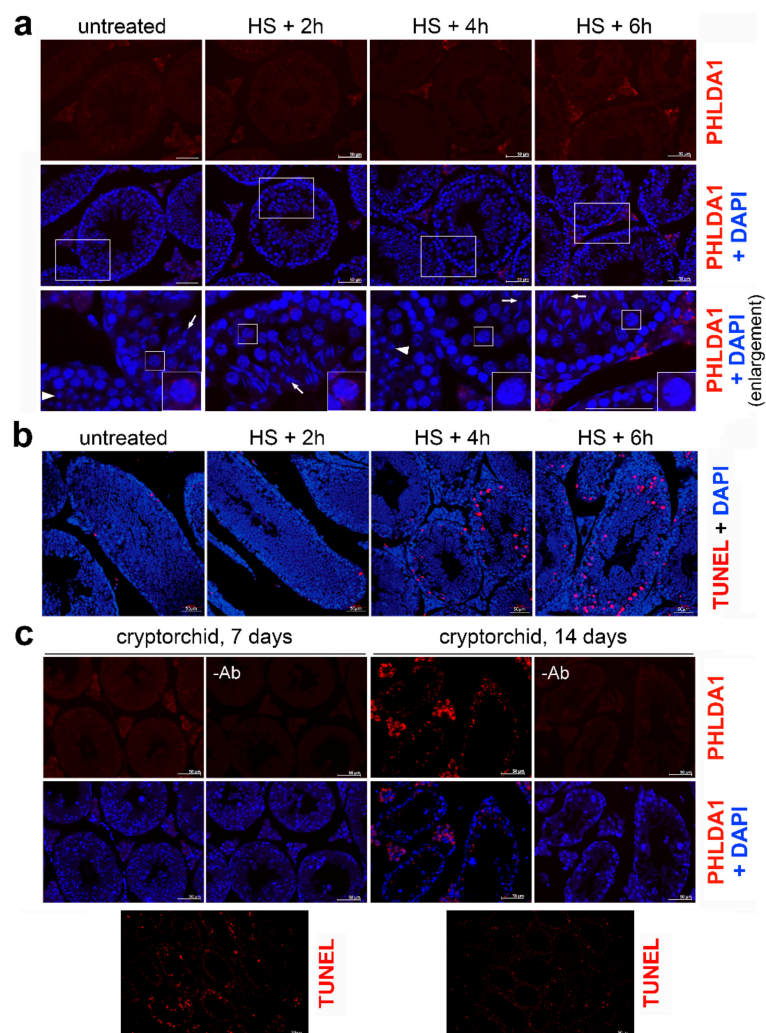 a
untreated HS + 2h HS + 4h HS + 6h
PHLDA1
PHLDA1
+ DAPI
PHLDA1
+ DAPI
(enlargement)
b
untreated HS + 2h HS + 4h HS + 6h
TUNEL + DAPI
c
cryptorchid, 7 days cryptorchid, 14 days
-Ab -Ab
PHLDA1
PHLDA1
+ DAPI
TUNEL TUNEL